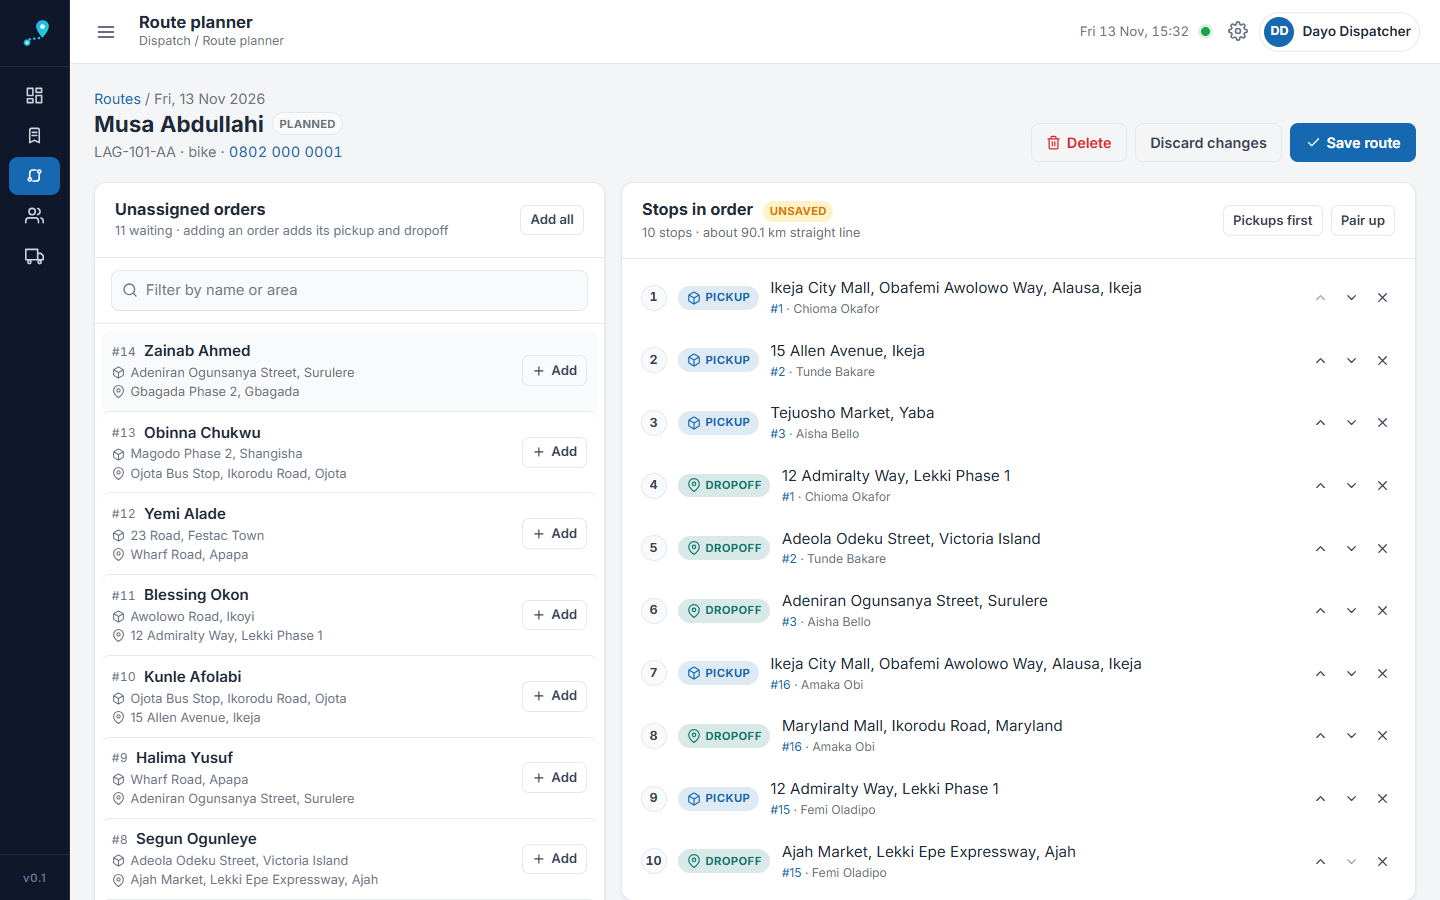 Route planner
Dispatch / Route planner
Fri 13 Nov, 15:32
DD
Dayo Dispatcher
Routes / Fri, 13 Nov 2026
Musa Abdullahi
PLANNED
LAG-101-AA · bike · 0802 000 0001
Delete
Discard changes
Save route
Unassigned orders
11 waiting · adding an order adds its pickup and dropoff
Add all
Filter by name or area
#14 Zainab Ahmed
Adeniran Ogunsanya Street, Surulere
Gbagada Phase 2, Gbagada
Add
#13 Obinna Chukwu
Magodo Phase 2, Shangisha
Ojota Bus Stop, Ikorodu Road, Ojota
Add
#12 Yemi Alade
23 Road, Festac Town
Wharf Road, Apapa
Add
#11 Blessing Okon
Awolowo Road, Ikoyi
12 Admiralty Way, Lekki Phase 1
Add
#10 Kunle Afolabi
Ojota Bus Stop, Ikorodu Road, Ojota
15 Allen Avenue, Ikeja
Add
#9 Halima Yusuf
Wharf Road, Apapa
Adeniran Ogunsanya Street, Surulere
Add
#8 Segun Ogunleye
Adeola Odeku Street, Victoria Island
Ajah Market, Lekki Epe Expressway, Ajah
Add
Stops in order
UNSAVED
10 stops · about 90.1 km straight line
Pickups first
Pair up
1 PICKUP Ikeja City Mall, Obafemi Awolowo Way, Alausa, Ikeja
#1 · Chioma Okafor
2 PICKUP 15 Allen Avenue, Ikeja
#2 · Tunde Bakare
3 PICKUP Tejuosho Market, Yaba
#3 · Aisha Bello
4 DROPOFF 12 Admiralty Way, Lekki Phase 1
#1 · Chioma Okafor
5 DROPOFF Adeola Odeku Street, Victoria Island
#2 · Tunde Bakare
6 DROPOFF Adeniran Ogunsanya Street, Surulere
#3 · Aisha Bello
7 PICKUP Ikeja City Mall, Obafemi Awolowo Way, Alausa, Ikeja
#16 · Amaka Obi
8 DROPOFF Maryland Mall, Ikorodu Road, Maryland
#16 · Amaka Obi
9 PICKUP 12 Admiralty Way, Lekki Phase 1
#15 · Femi Oladipo
10 DROPOFF Ajah Market, Lekki Epe Expressway, Ajah
#15 · Femi Oladipo
v0.1